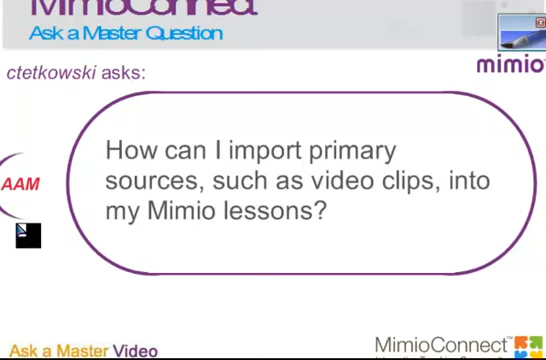 MimioConnect
Ask a Master Question
mimio
ctetkowski asks:
How can I import primary
sources, such as video clips, into
my Mimio lessons?
AAM
Ask a Master Video
MimioConnect